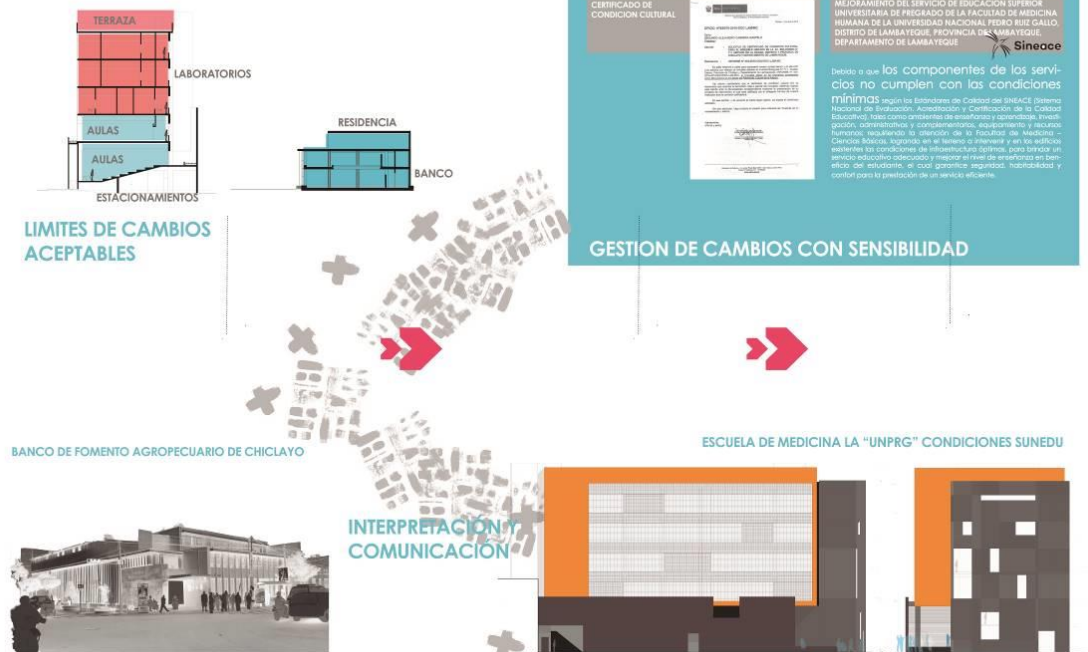 TERRAZA
LABORATORIOS
AULAS
AULAS
ESTACIONAMIENTOS
RESIDENCIA
BANCO
LIMITES DE CAMBIOS
ACEPTABLES
CERTIFICADO DE
CONDICION CULTURAL
MEJORAMIENTO DEL SERVICIO DE EDUCACIÓN SUPERIOR
UNIVERSITARIA DE PREGRADO DE LA FACULTAD DE MEDICINA
HUMANA DE LA UNIVERSIDAD NACIONAL PEDRO RUIZ GALLO,
DISTRITO DE LAMBAYEQUE, PROVINCIA DE LAMBAYEQUE,
DEPARTAMENTO DE LAMBAYEQUE
Sineace
Debido a que los componentes de los servi-
cios no cumplen con las condiciones
mínimas según los Estándares de Calidad del SINEACE (Sistema
Nacional de Evaluación, Acreditación y Certificación de la Calidad
Educativo), tales como ambientes de enseñanza y aprendizaje, investi-
gación, administrativos y complementarios, equipamiento y recursos
humanos; requiriendo la atención de la Facultad de Medicina –
Ciencias Básicas, logrando en el terreno a intervenir y en los edificios
existentes las condiciones de infraestructura óptimas, para brindar un
servicio educativo adecuado y mejorar el nivel de enseñanza en ben-
eficio del estudiante, el cual garantice seguridad, habitabilidad y
confort para la prestación de un servicio eficiente.
GESTION DE CAMBIOS CON SENSIBILIDAD
BANCO DE FOMENTO AGROPECUARIO DE CHICLAYO
ESCUELA DE MEDICINA LA “UNPRG” CONDICIONES SUNEDU
INTERPRETACIÓN Y
COMUNICACIÓN